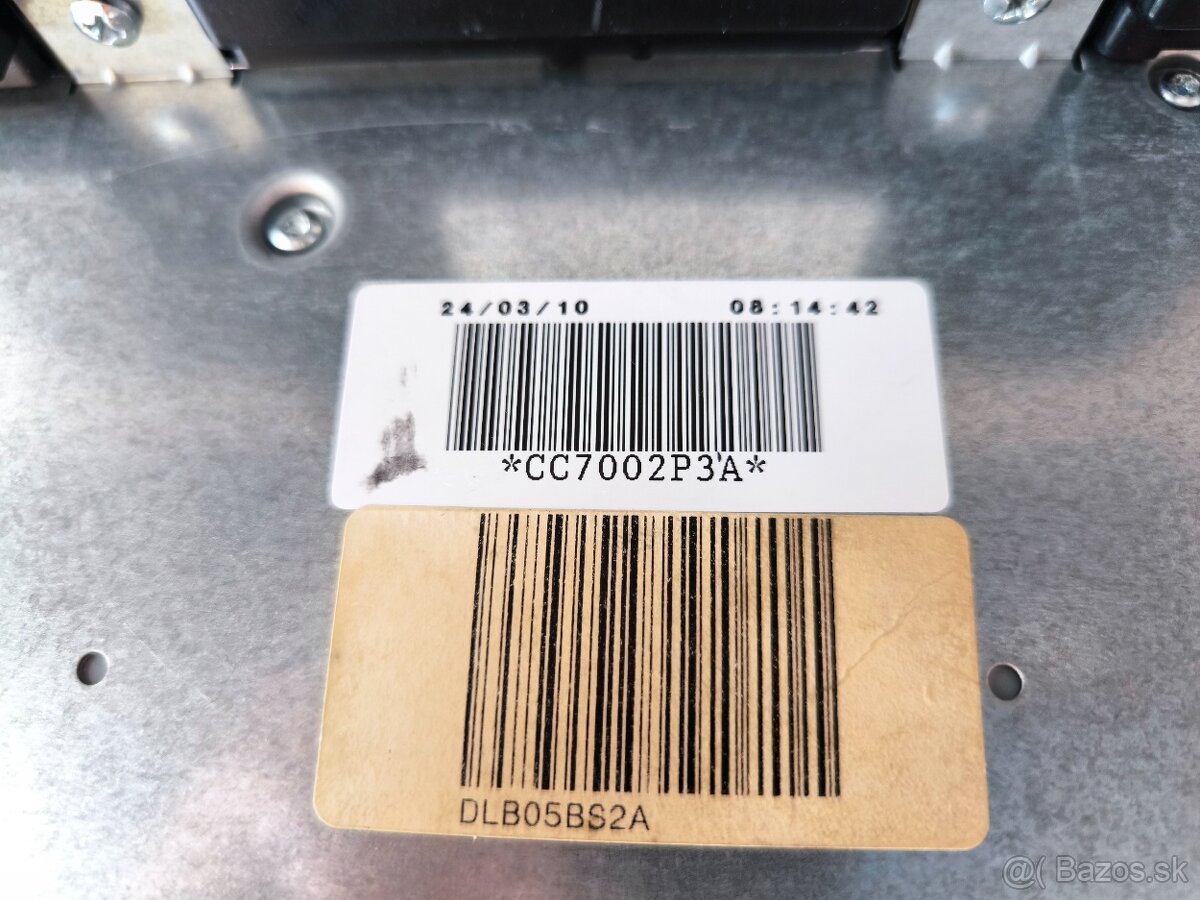 24/03/10 08:14:42
*CC7002P3A*
DLB05BS2A
@( Bazos.sk